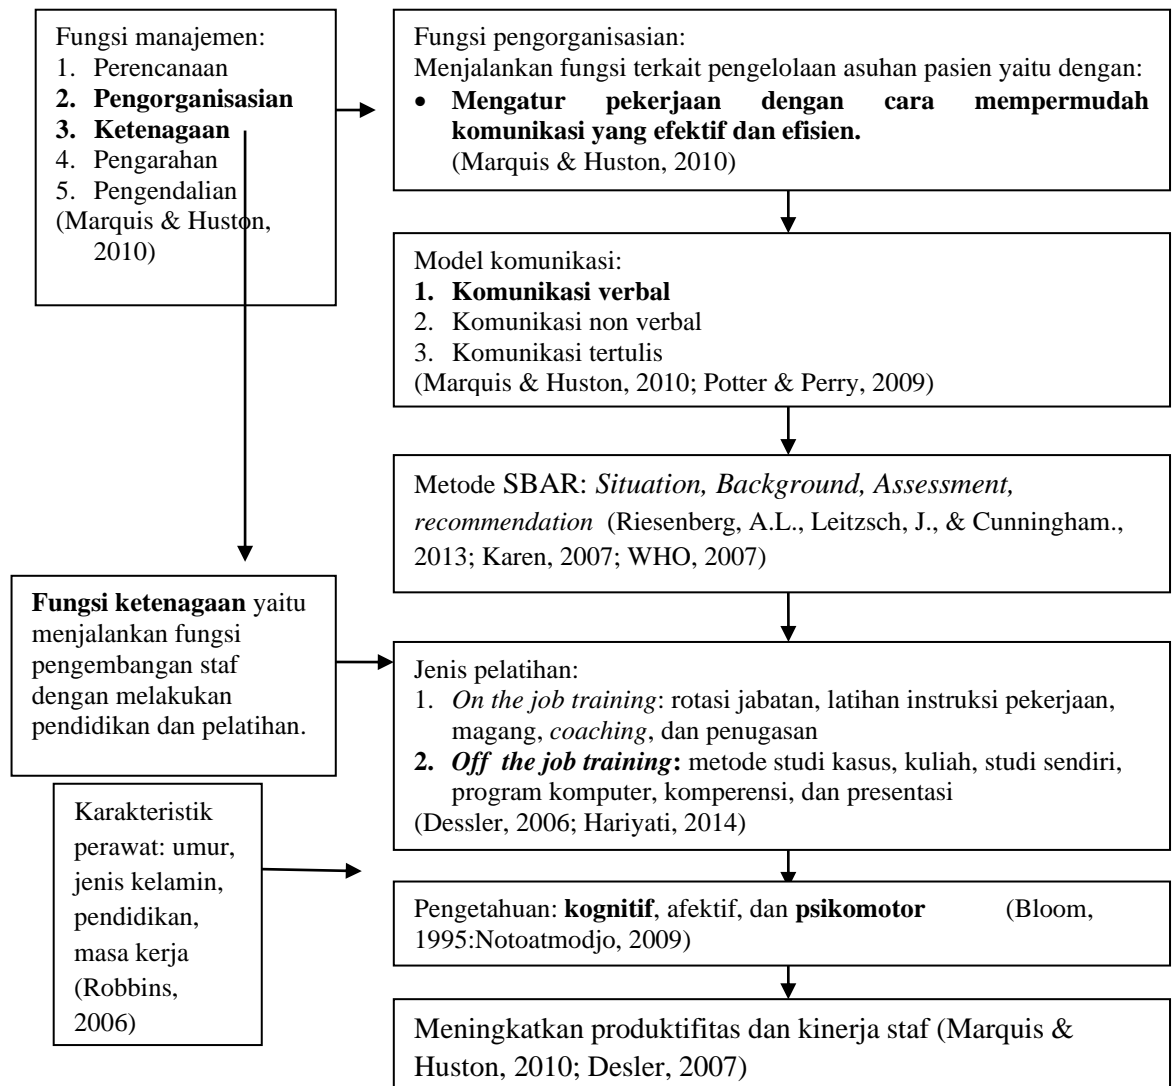 Fungsi manajemen:
1. Perencanaan
2. Pengorganisasian
3. Ketenagaan
4. Pengarahan
5. Pengendalian
(Marquis & Huston,
2010)
Fungsi pengorganisasian:
Menjalankan fungsi terkait pengelolaan asuhan pasien yaitu dengan:
• Mengatur pekerjaan dengan cara mempermudah
komunikasi yang efektif dan efisien.
(Marquis & Huston, 2010)
Model komunikasi:
1. Komunikasi verbal
2. Komunikasi non verbal
3. Komunikasi tertulis
(Marquis & Huston, 2010; Potter & Perry, 2009)
Metode SBAR: Situation, Background, Assessment,
recommendation (Riesenberg, A.L., Leitzsch, J., & Cunningham.,
2013; Karen, 2007; WHO, 2007)
Fungsi ketenagaan yaitu
menjalankan fungsi
pengembangan staf
dengan melakukan
pendidikan dan pelatihan.
Jenis pelatihan:
1. On the job training: rotasi jabatan, latihan instruksi pekerjaan,
magang, coaching, dan penugasan
2. Off the job training: metode studi kasus, kuliah, studi sendiri,
program komputer, komperensi, dan presentasi
(Dessler, 2006; Hariyati, 2014)
Karakteristik
perawat: umur,
jenis kelamin,
pendidikan,
masa kerja
(Robbins,
2006)
Pengetahuan: kognitif, afektif, dan psikomotor (Bloom,
1995:Notoatmodjo, 2009)
Meningkatkan produktifitas dan kinerja staf (Marquis &
Huston, 2010; Desler, 2007)